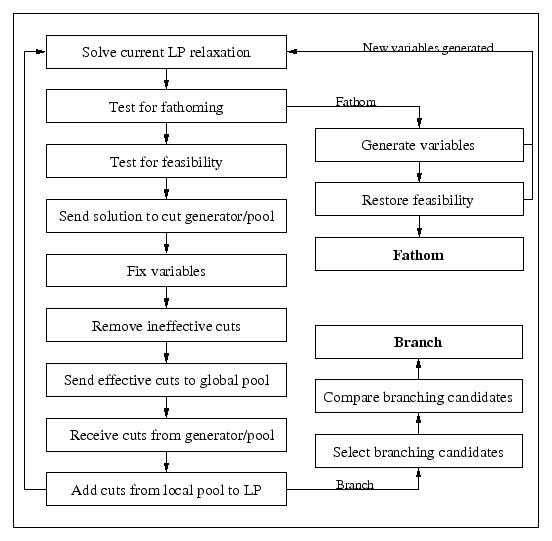 Solve current LP relaxation
New variables generated
Test for fathoming
Fathom
Generate variables
Test for feasibility
Restore feasibility
Send solution to cut generator/pool
Fathom
Fix variables
Remove ineffective cuts
Branch
Send effective cuts to global pool
Compare branching candidates
Receive cuts from generator/pool
Select branching candidates
Add cuts from local pool to LP
Branch